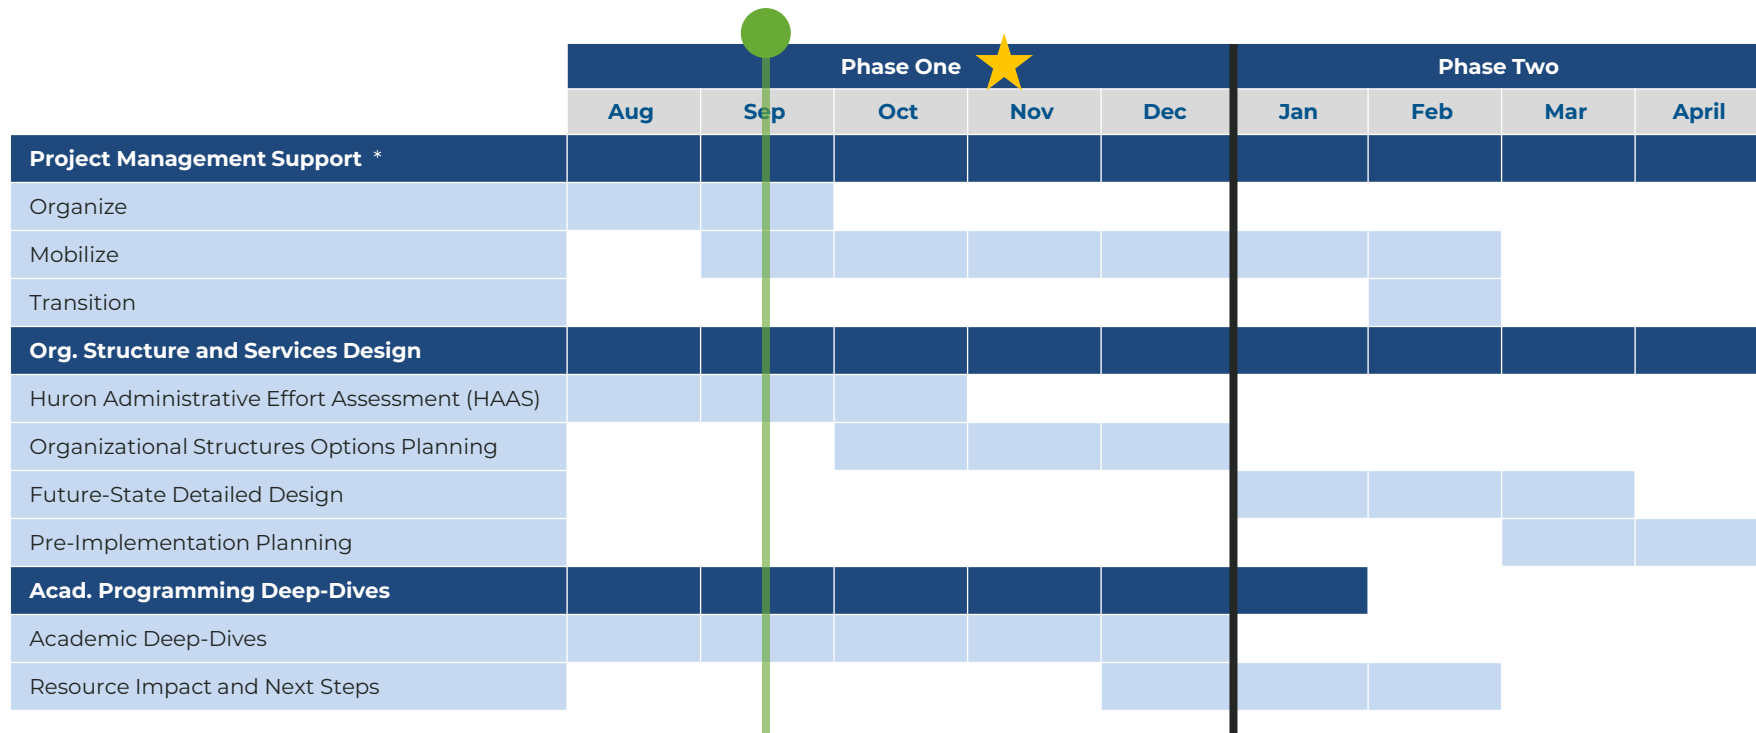 Phase One Phase Two
Aug Sep Oct Nov Dec Jan Feb Mar April
Project Management Support *
Organize
Mobilize
Transition
Org. Structure and Services Design
Huron Administrative Effort Assessment (HAAS)
Organizational Structures Options Planning
Future-State Detailed Design
Pre-Implementation Planning
Acad. Programming Deep-Dives
Academic Deep-Dives
Resource Impact and Next Steps